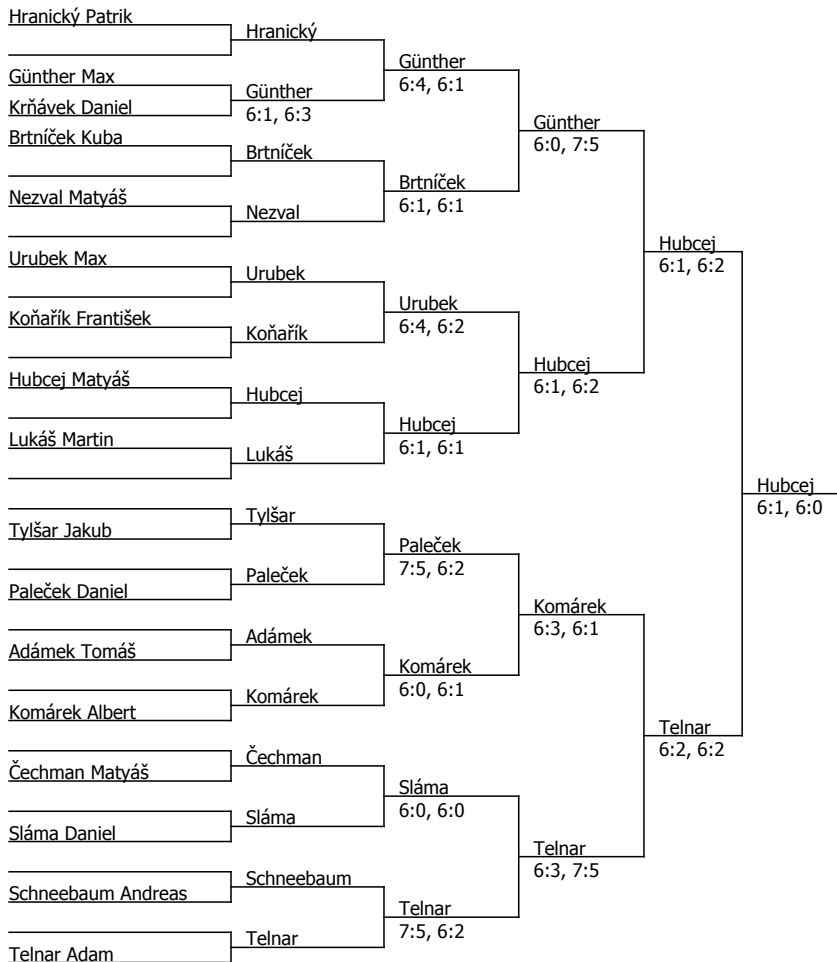 Hranický Patrik
Hranický
Günther
6:4, 6:1
Günther Max
Günther
6:1, 6:3
Krňávek Daniel
Günther
6:0, 7:5
Brtníček Kuba
Brtníček
Brtníček
6:1, 6:1
Nezval Matyáš
Nezval
Hubcej
6:1, 6:2
Urubek Max
Urubek
Urubek
6:4, 6:2
Koňařík František
Koňařík
Hubcej
6:1, 6:2
Hubcej Matyáš
Hubcej
Hubcej
6:1, 6:1
Lukáš Martin
Lukáš
Hubcej
6:1, 6:0
Tylšar
Tylšar Jakub
Paleček
7:5, 6:2
Paleček
Paleček Daniel
Komárek
6:3, 6:1
Adámek
Adámek Tomáš
Komárek
6:0, 6:1
Komárek
Komárek Albert
Telnar
6:2, 6:2
Čechman
Čechman Matyáš
Sláma
6:0, 6:0
Sláma
Sláma Daniel
Telnar
6:3, 7:5
Schneebaum
Schneebaum Andreas
Telnar
7:5, 6:2
Telnar
Telnar Adam